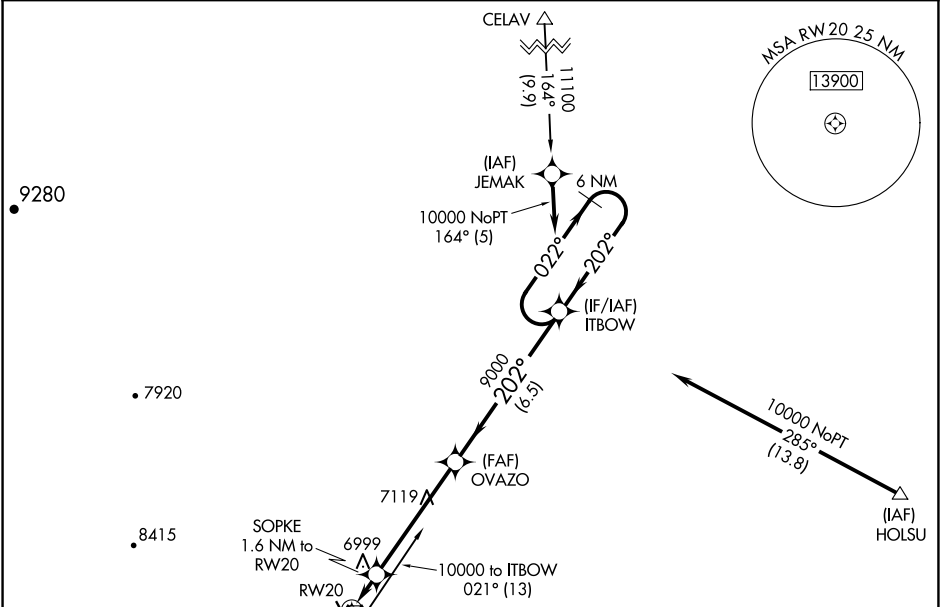 CELAV
11100
164°
(9.9)
MSA RW20 25 NM
13900
(IAF)
JEMAK
6 NM
9280
10000 NoPT
164° (5)
022°
202°
(IF/IAF)
ITBOW
9000
202°
(6.5)
7920
10000 NoPT
285°
(13.8)
(FAF)
OVAZO
7119
(IAF)
HOLSU
8415
SOPKE
1.6 NM to
RW20
6999
10000 to ITBOW
021° (13)
RW20